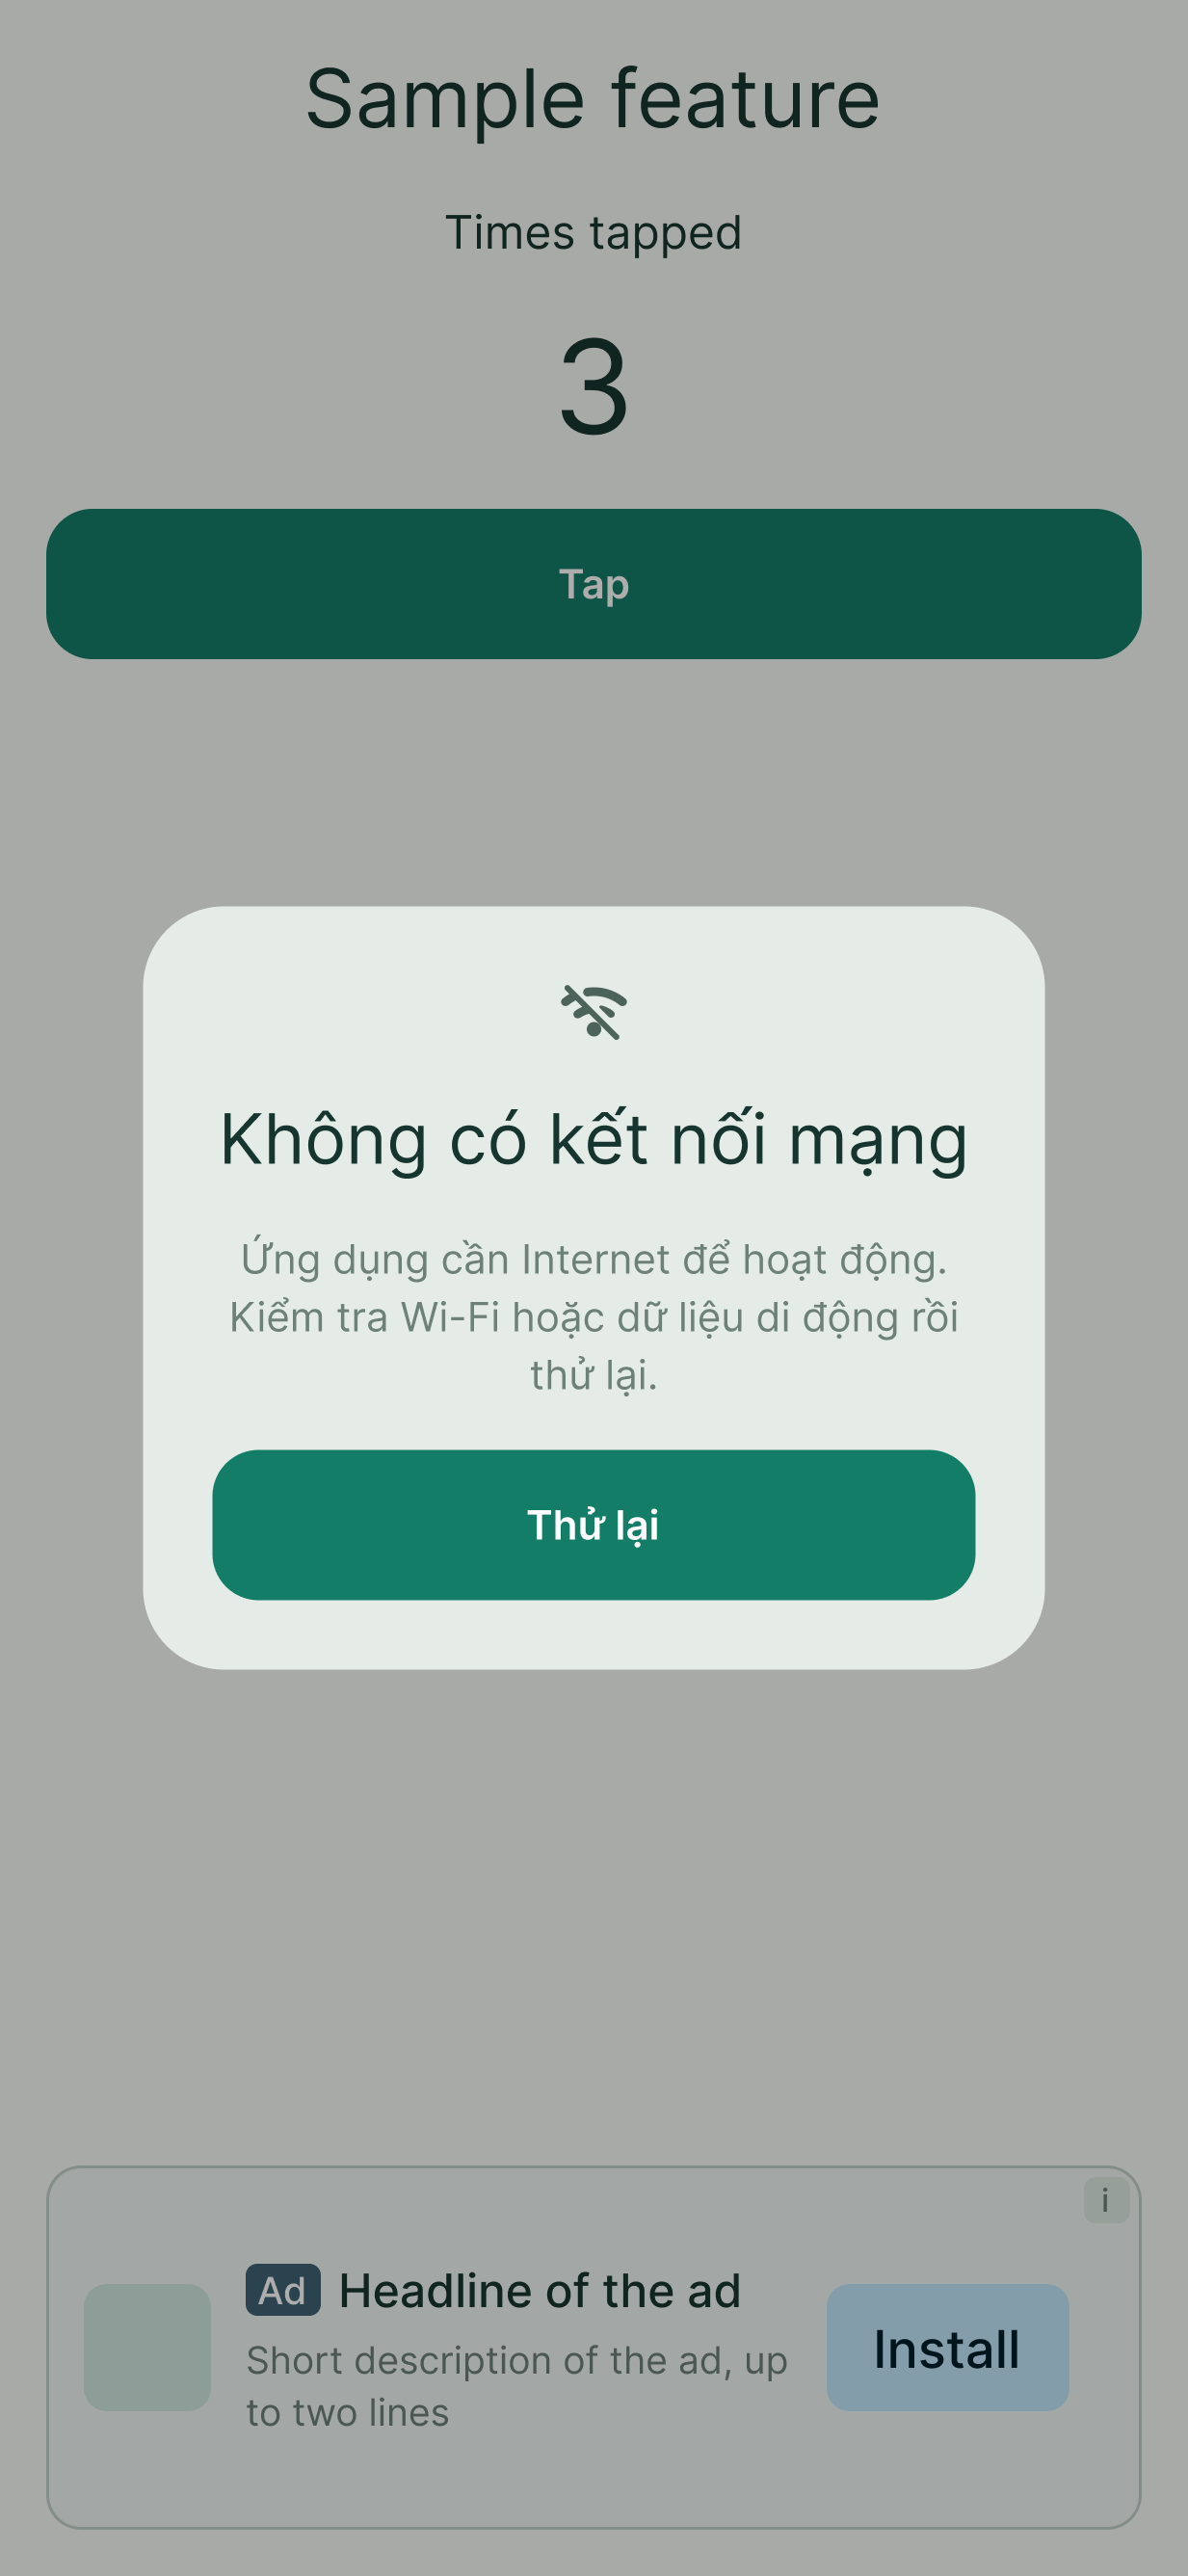 Sample feature
Times tapped
3
Tap
Không có kết nối mạng
Ứng dụng cần Internet để hoạt động.
Kiểm tra Wi-Fi hoặc dữ liệu di động rồi
thử lại.
Thử lại
i
Ad Headline of the ad
Short description of the ad, up
to two lines
Install